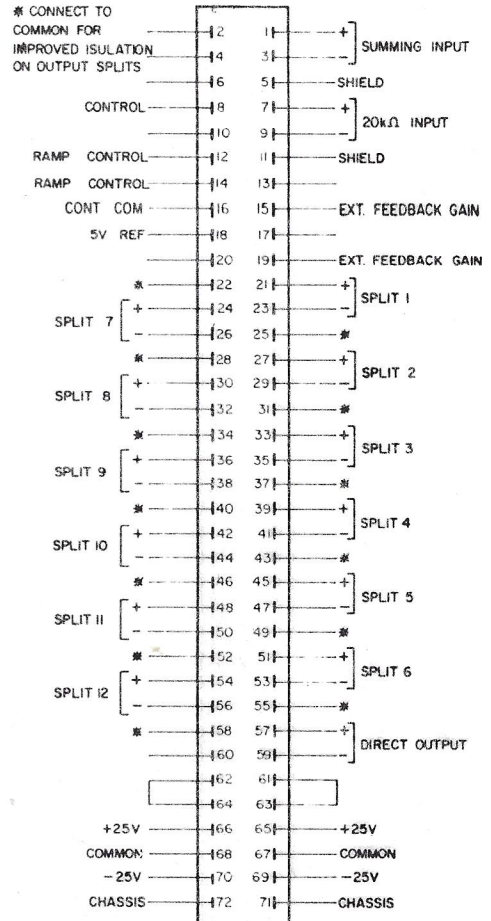 ✳ CONNECT TO
COMMON FOR
IMPROVED ISULATION
ON OUTPUT SPLITS
2 1 +
4 3 − SUMMING INPUT
6 5 SHIELD
CONTROL 8 7 +
10 9 − 20kΩ INPUT
RAMP CONTROL 12 11 SHIELD
RAMP CONTROL 14 13
CONT COM 16 15 EXT. FEEDBACK GAIN
5V REF 18 17
20 19 EXT. FEEDBACK GAIN
✳ 22 21 +
SPLIT 7 + 24 23 − SPLIT 1
− 26 25 ✳
✳ 28 27 +
SPLIT 8 + 30 29 − SPLIT 2
− 32 31 ✳
✳ 34 33 +
SPLIT 9 + 36 35 − SPLIT 3
− 38 37 ✳
✳ 40 39 +
SPLIT 10 + 42 41 − SPLIT 4
− 44 43 ✳
✳ 46 45 +
SPLIT 11 + 48 47 − SPLIT 5
− 50 49 ✳
✳ 52 51 +
SPLIT 12 + 54 53 − SPLIT 6
− 56 55 ✳
✳ 58 57 +
60 59 − DIRECT OUTPUT
62 61
64 63
+25V 66 65 +25V
COMMON 68 67 COMMON
−25V 70 69 −25V
CHASSIS 72 71 CHASSIS